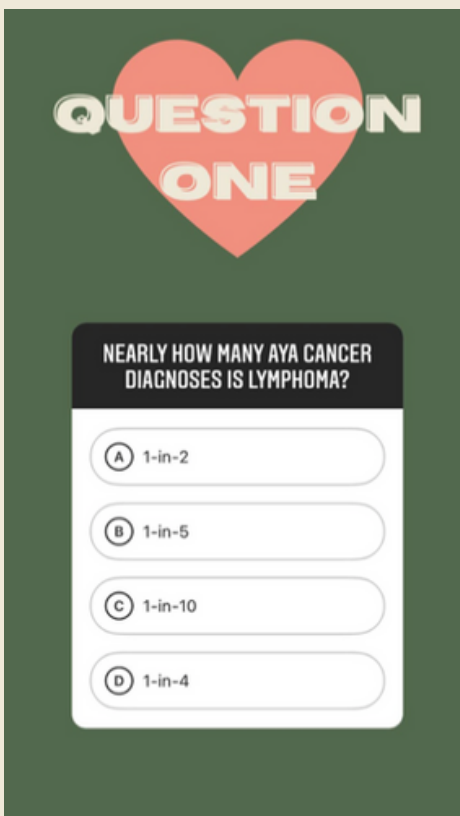 QUESTION
ONE
NEARLY HOW MANY AYA CANCER
DIAGNOSES IS LYMPHOMA?
A 1-in-2
B 1-in-5
C 1-in-10
D 1-in-4